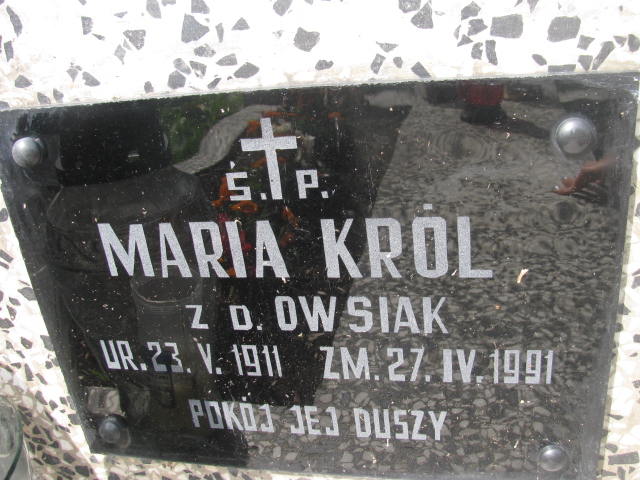 Ś. P.
MARIA KRÓL
Z D. OWSIAK
UR. 23. V. 1911 ZM. 27. IV. 1991
POKÓJ JEJ DUSZY